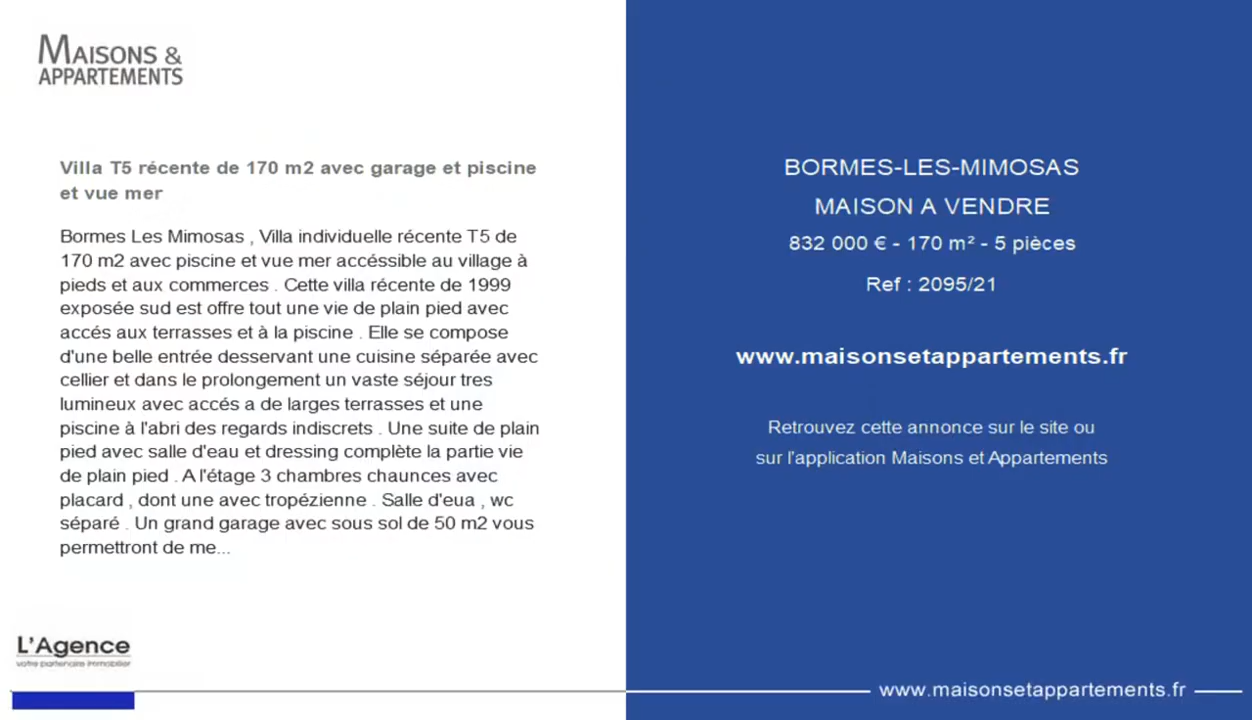 MAISONS &
APPARTEMENTS
Villa T5 récente de 170 m2 avec garage et piscine
et vue mer
Bormes Les Mimosas , Villa individuelle récente T5 de
170 m2 avec piscine et vue mer accéssible au village à
pieds et aux commerces . Cette villa récente de 1999
exposée sud est offre tout une vie de plain pied avec
accés aux terrasses et à la piscine . Elle se compose
d'une belle entrée desservant une cuisine séparée avec
cellier et dans le prolongement un vaste séjour tres
lumineux avec accés a de larges terrasses et une
piscine à l'abri des regards indiscrets . Une suite de plain
pied avec salle d'eau et dressing complète la partie vie
de plain pied . A l'étage 3 chambres chaunces avec
placard , dont une avec tropézienne . Salle d'eua , wc
séparé . Un grand garage avec sous sol de 50 m2 vous
permettront de me...
L'Agence
votre partenaire immobilier
BORMES-LES-MIMOSAS
MAISON A VENDRE
832 000 € - 170 m² - 5 pièces
Ref : 2095/21
www.maisonsetappartements.fr
Retrouvez cette annonce sur le site ou
sur l'application Maisons et Appartements
www.maisonsetappartements.fr